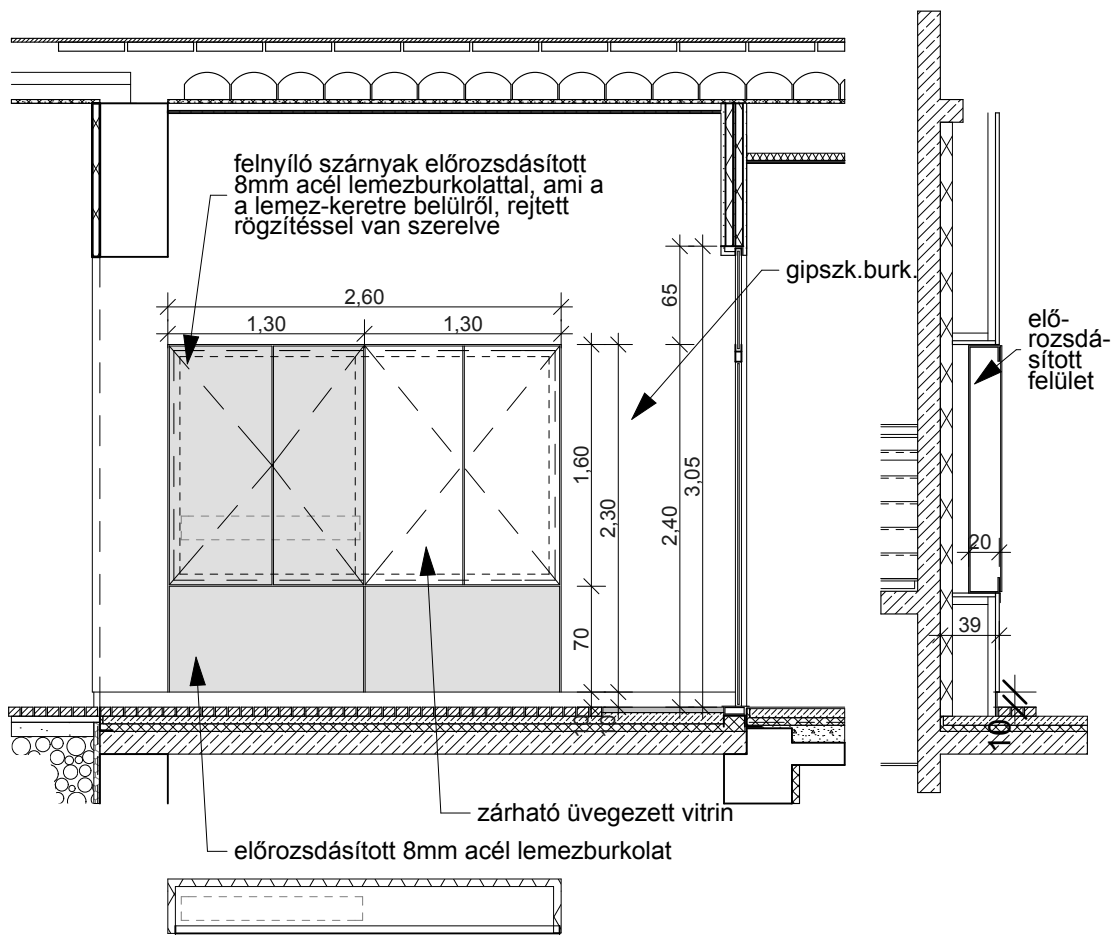 felnyíló szárnyak előrozsdásított
8mm acél lemezburkolattal, ami a
a lemez-keretre belülről, rejtett
rögzítéssel van szerelve
gipszk.burk.
elő-
rozsdá-
sított
felület
2,60
1,30 1,30
65
1,60
2,30
2,40
3,05
70
20
39
10
zárható üvegezett vitrin
előrozsdásított 8mm acél lemezburkolat